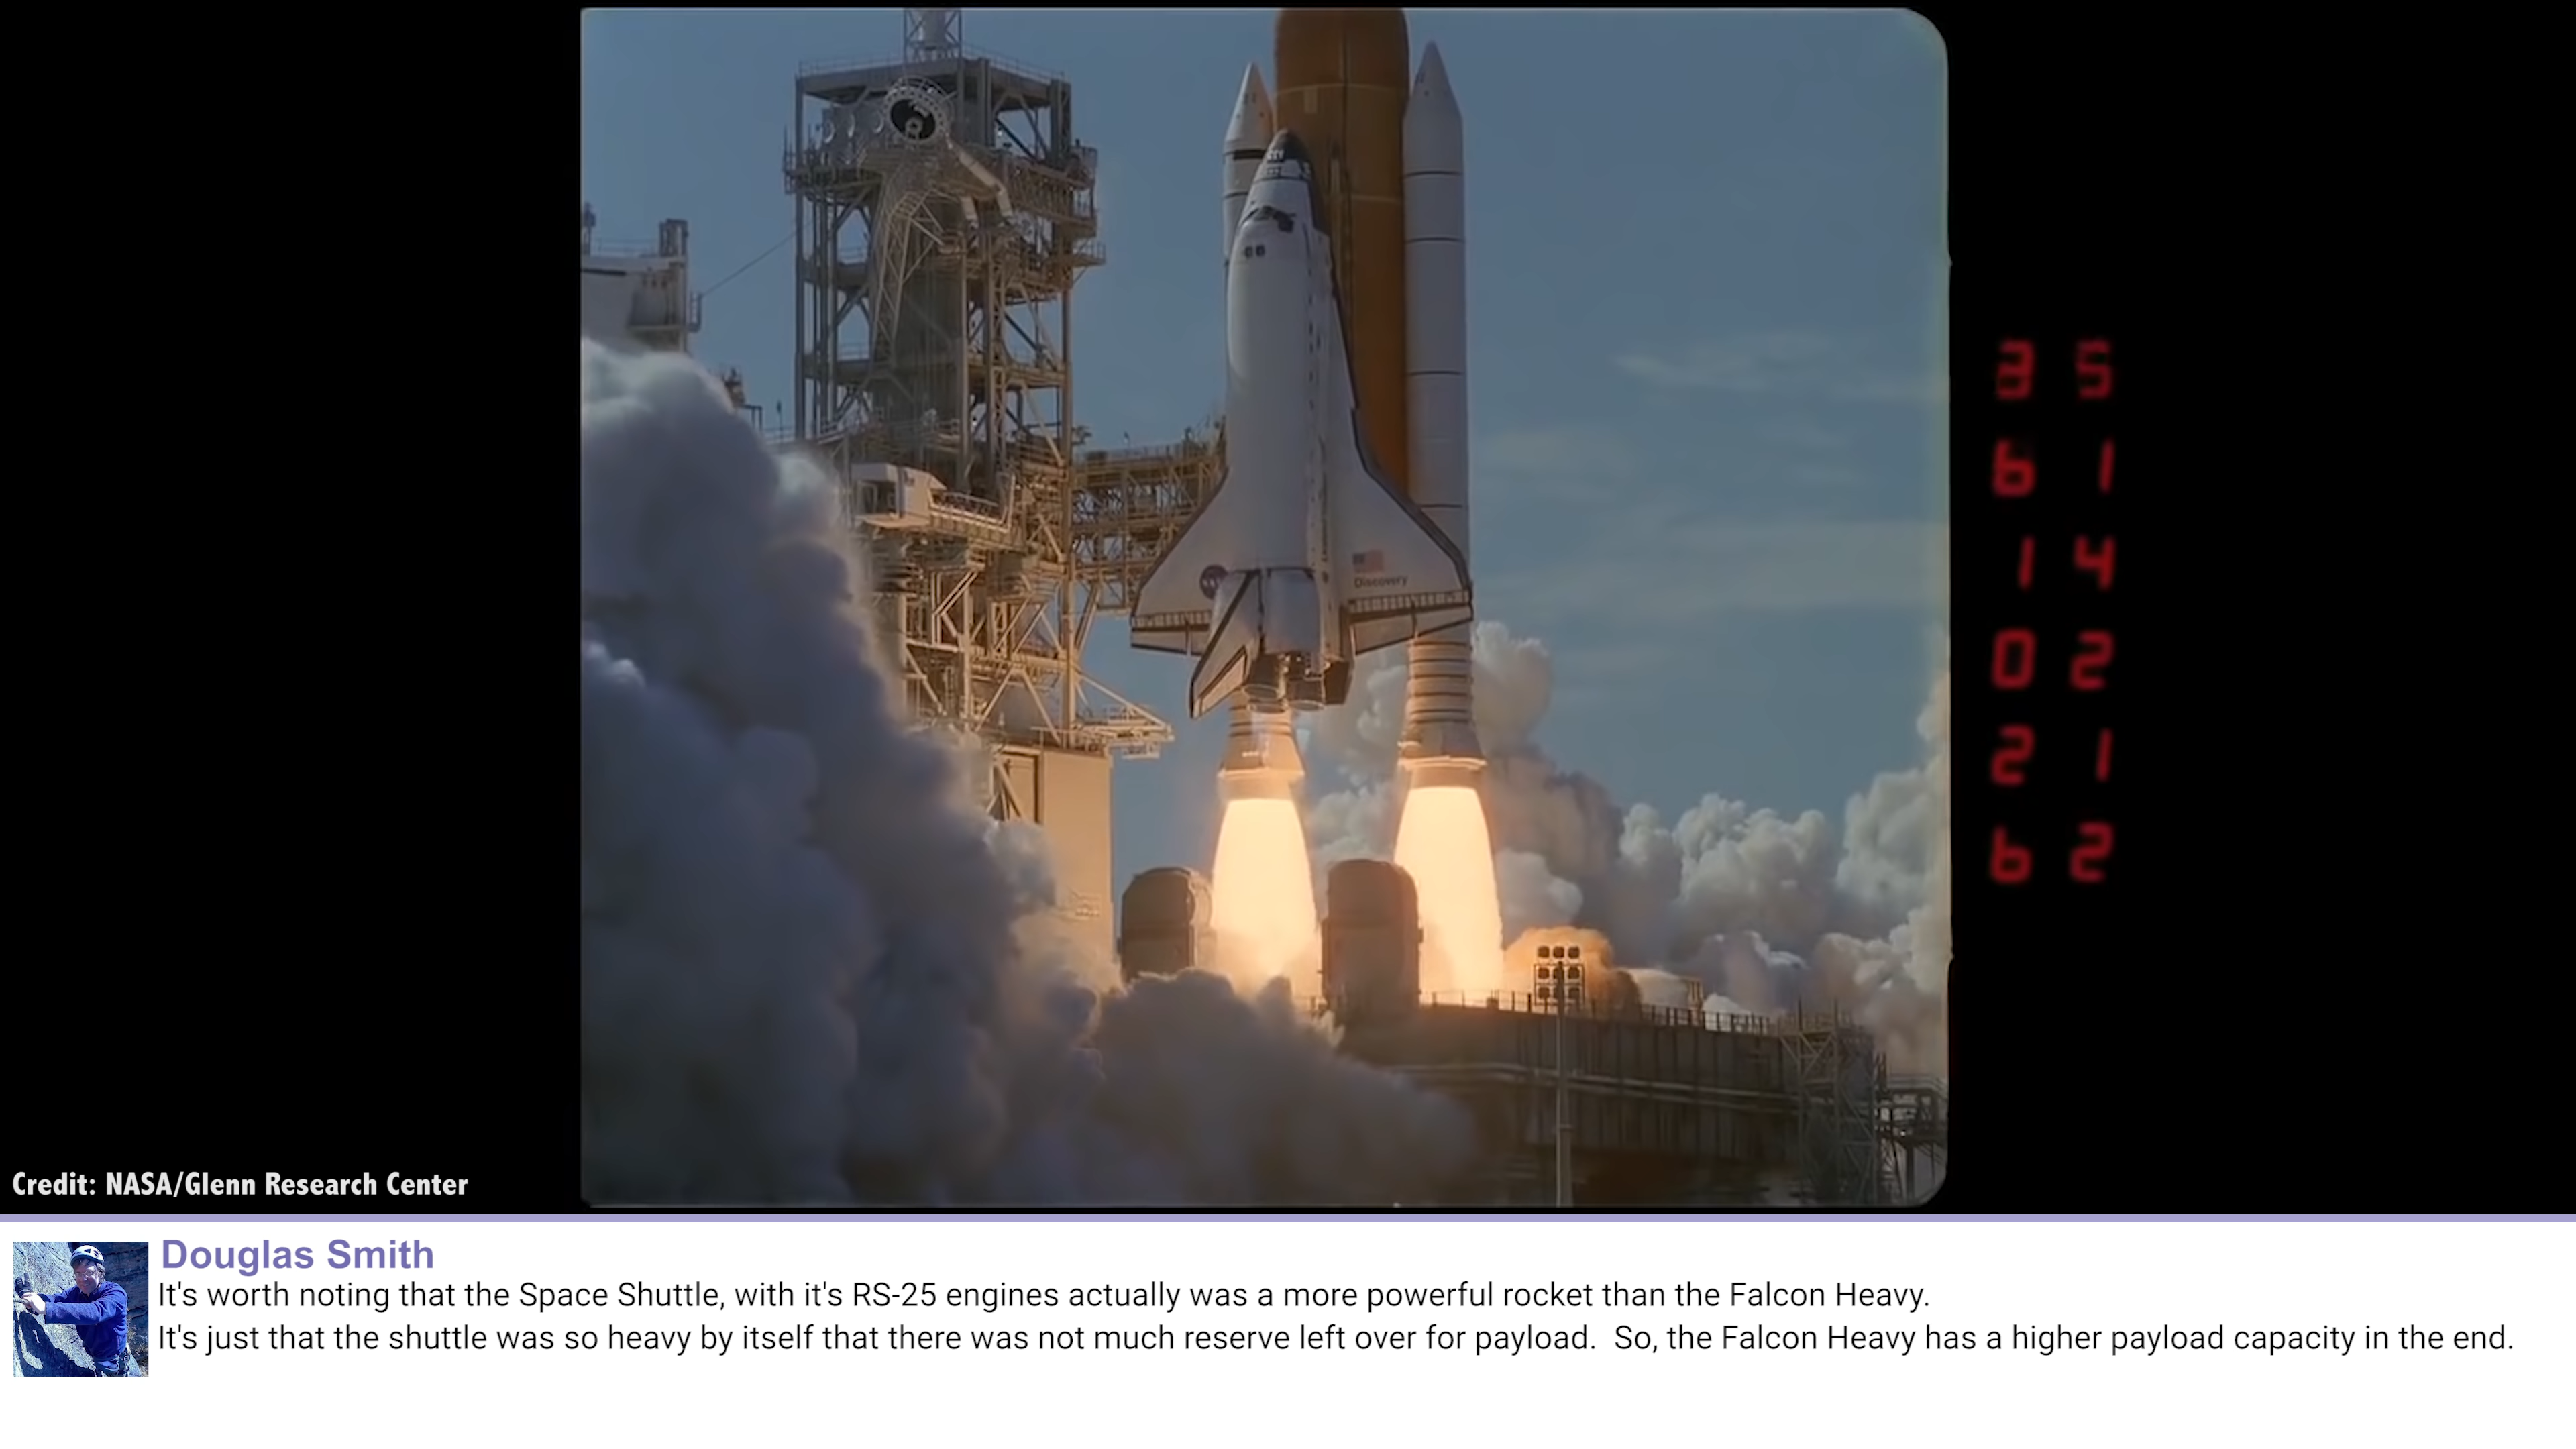 3 5
6 1
1 4
0 2
2 1
6 2
Discovery
Credit: NASA/Glenn Research Center
Douglas Smith
It's worth noting that the Space Shuttle, with it's RS-25 engines actually was a more powerful rocket than the Falcon Heavy.
It's just that the shuttle was so heavy by itself that there was not much reserve left over for payload.  So, the Falcon Heavy has a higher payload capacity in the end.